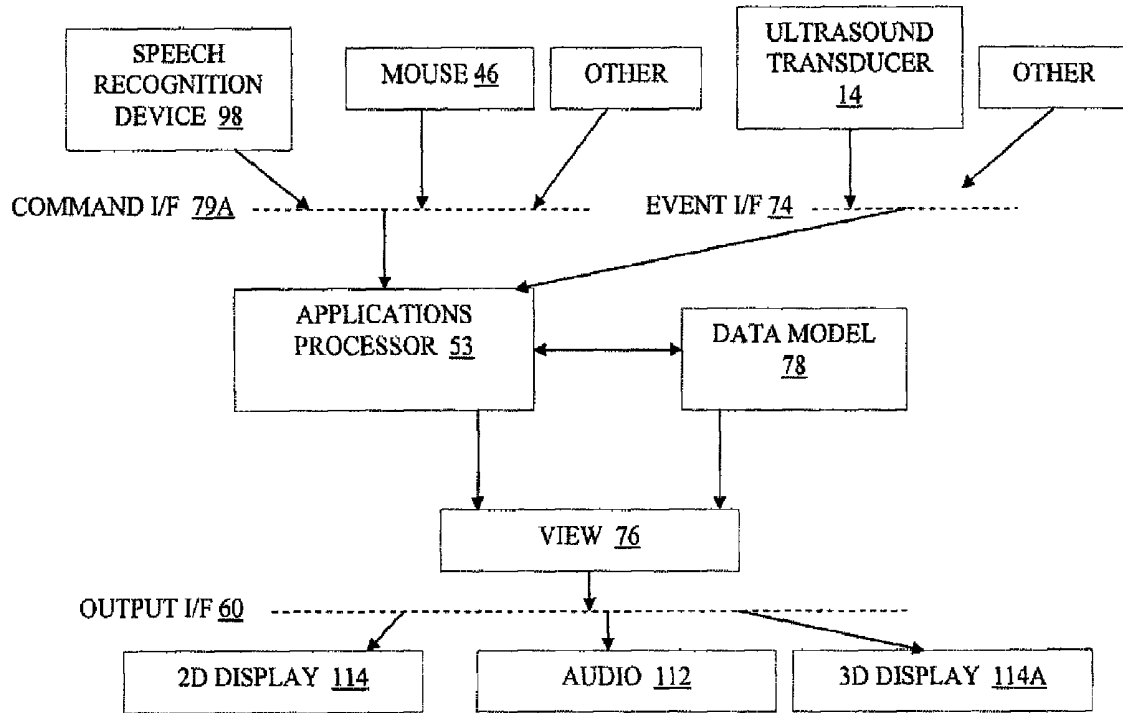 SPEECH
RECOGNITION
DEVICE 98
MOUSE 46
OTHER
ULTRASOUND
TRANSDUCER
14
OTHER
COMMAND I/F 79A
EVENT I/F 74
APPLICATIONS
PROCESSOR 53
DATA MODEL
78
VIEW 76
OUTPUT I/F 60
2D DISPLAY 114
AUDIO 112
3D DISPLAY 114A